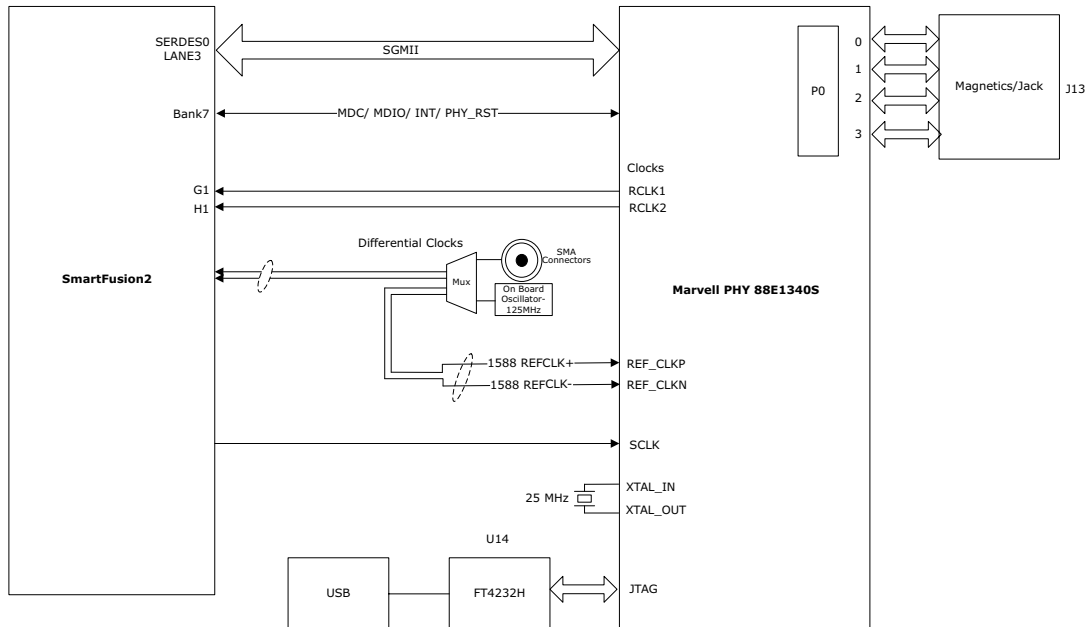 SERDES0
LANE3
SGMII
0
1
2
3
P0
Magnetics/Jack
J13
Bank7
MDC/ MDIO/ INT/ PHY_RST
Clocks
G1
RCLK1
H1
RCLK2
Differential Clocks
SMA
Connectors
SmartFusion2
Mux
On Board
Oscillator-
125MHz
Marvell PHY 88E1340S
1588 REFCLK+
REF_CLKP
1588 REFCLK-
REF_CLKN
SCLK
XTAL_IN
25 MHz
XTAL_OUT
U14
USB
FT4232H
JTAG